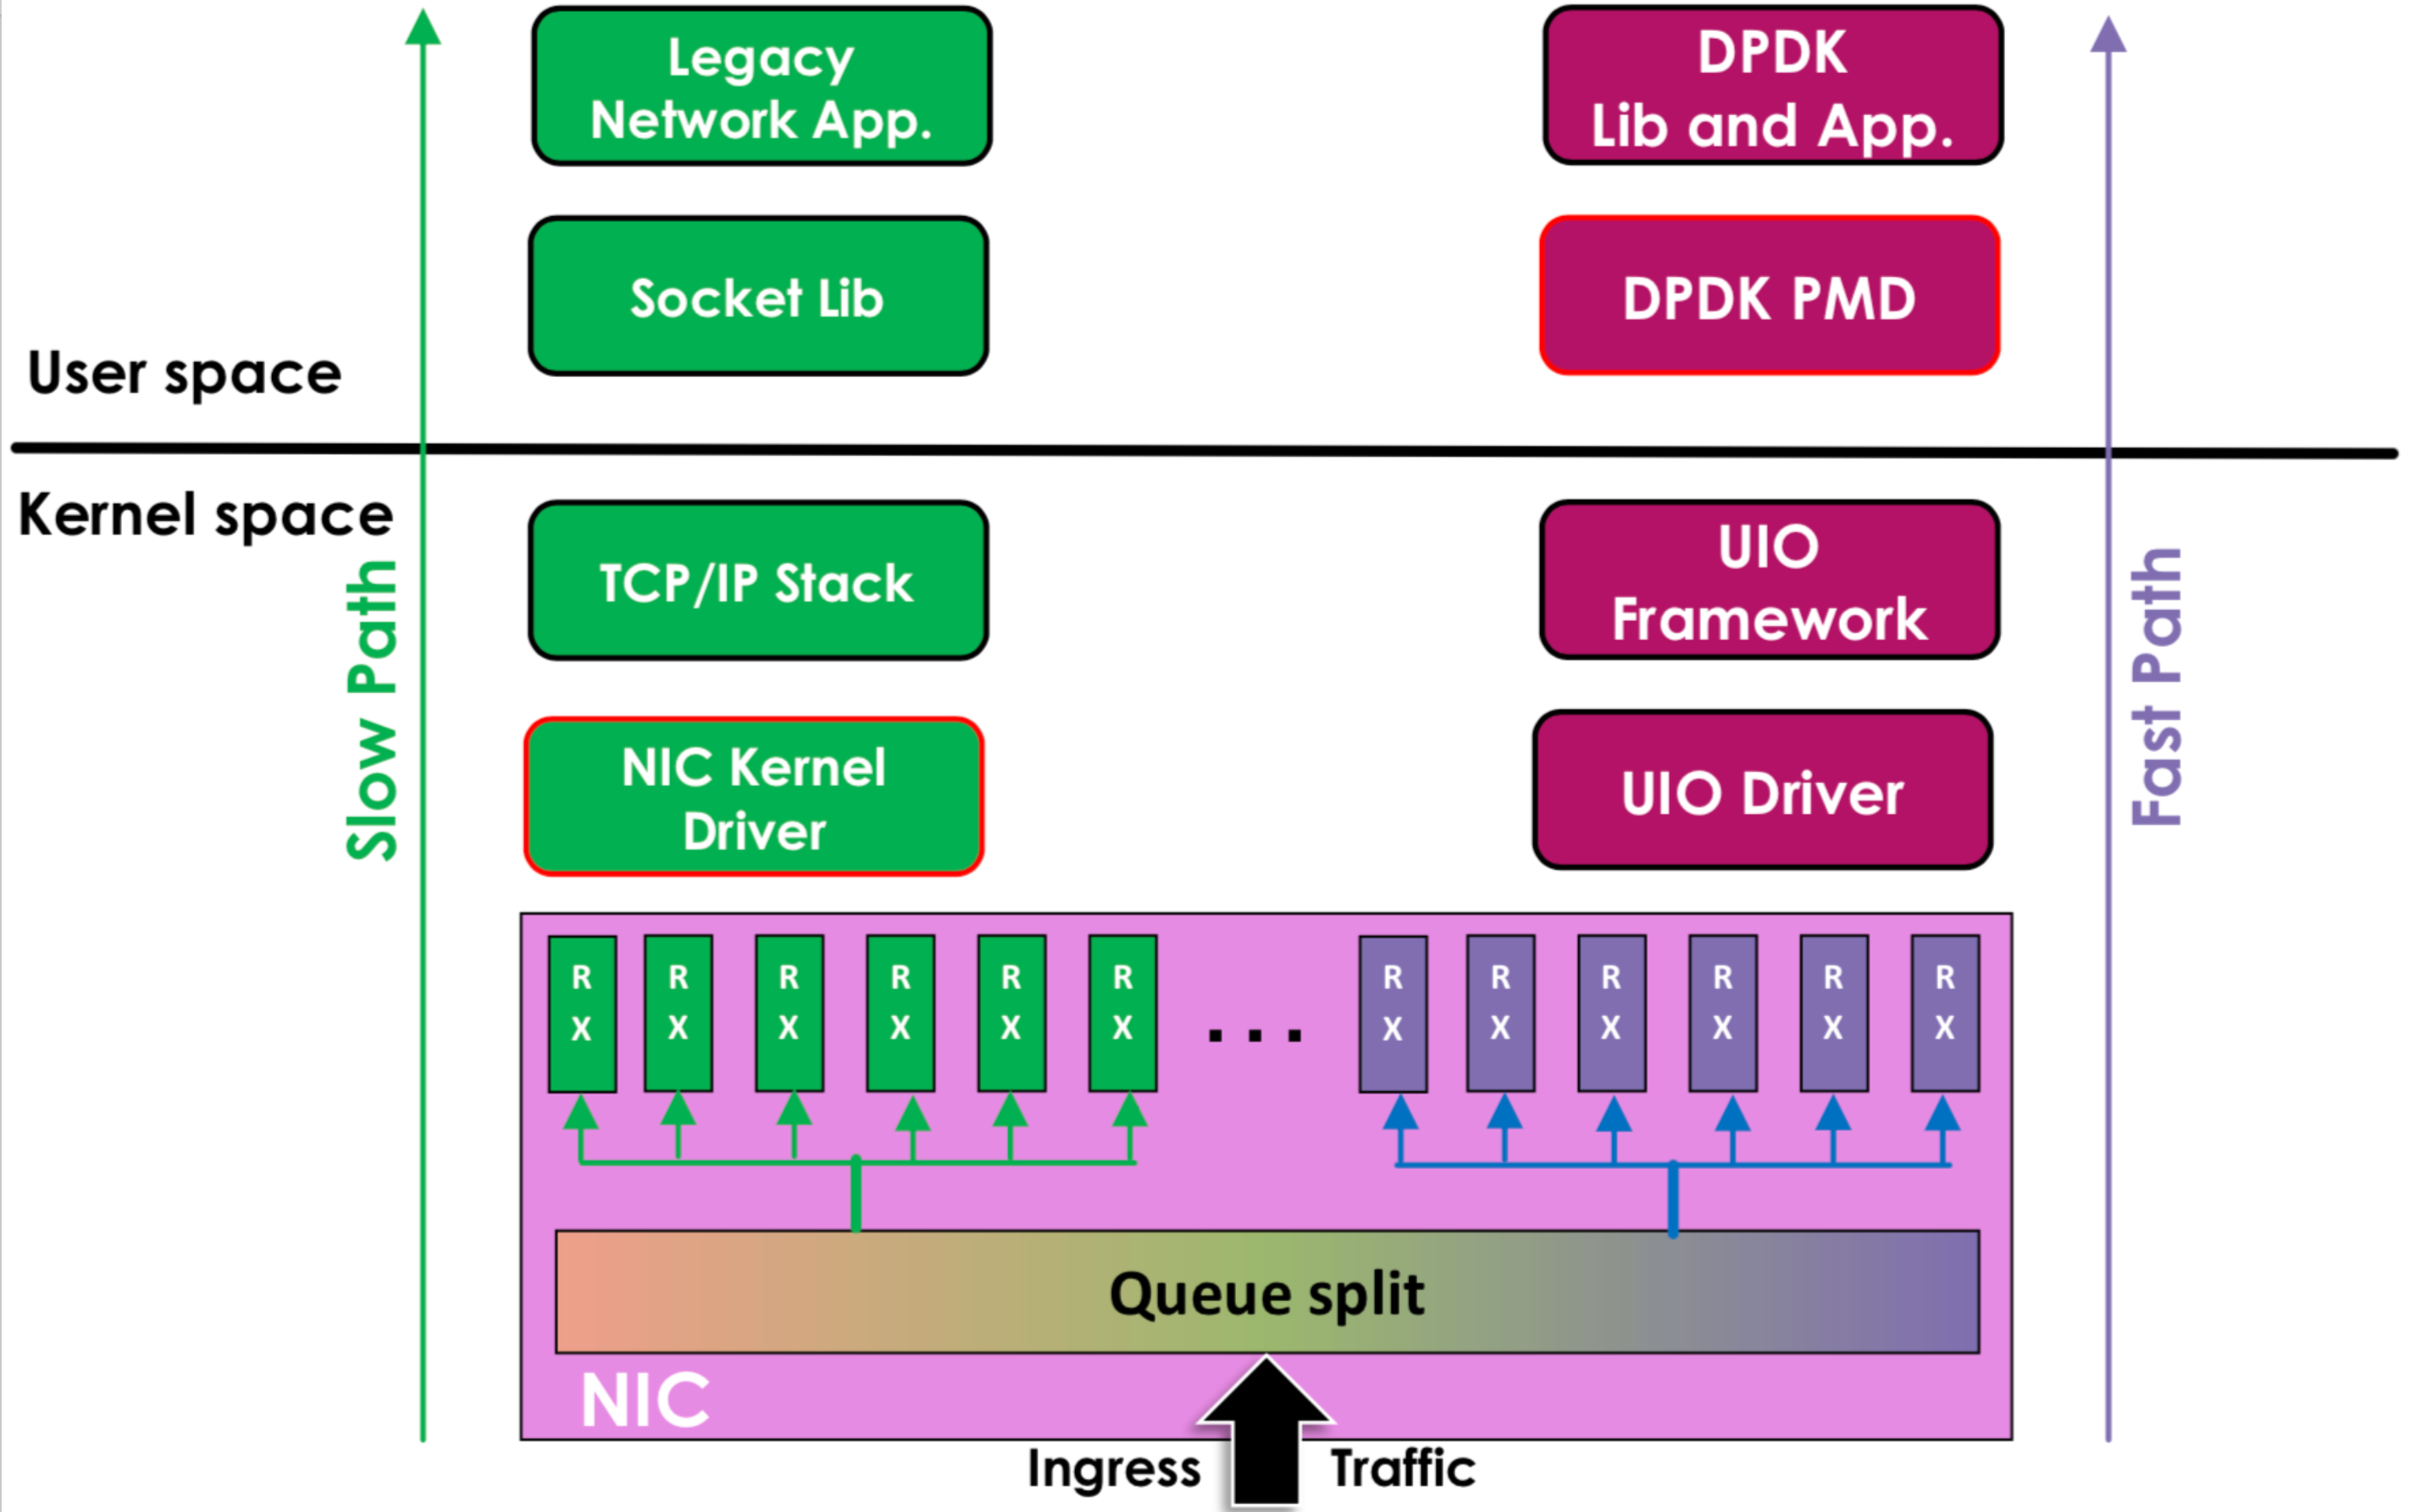 Legacy
Network App.
DPDK
Lib and App.
Socket Lib
DPDK PMD
User space
Kernel space
TCP/IP Stack
UIO
Framework
Slow Path
Fast Path
NIC Kernel
Driver
UIO Driver
R
X
R
X
R
X
R
X
R
X
R
X
...
R
X
R
X
R
X
R
X
R
X
R
X
Queue split
NIC
Ingress Traffic